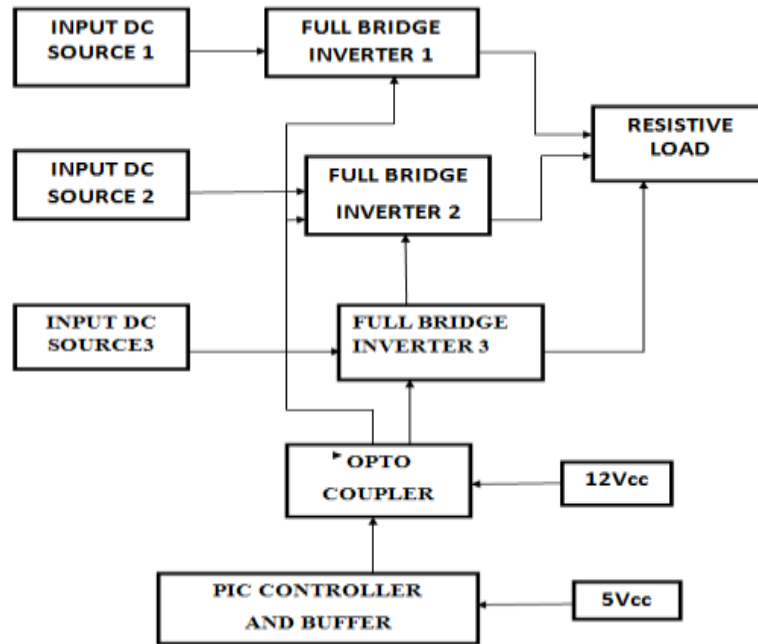 INPUT DC
SOURCE 1
FULL BRIDGE
INVERTER 1
RESISTIVE
LOAD
INPUT DC
SOURCE 2
FULL BRIDGE
INVERTER 2
INPUT DC
SOURCE3
FULL BRIDGE
INVERTER 3
OPTO
COUPLER
12Vcc
PIC CONTROLLER
AND BUFFER
5Vcc